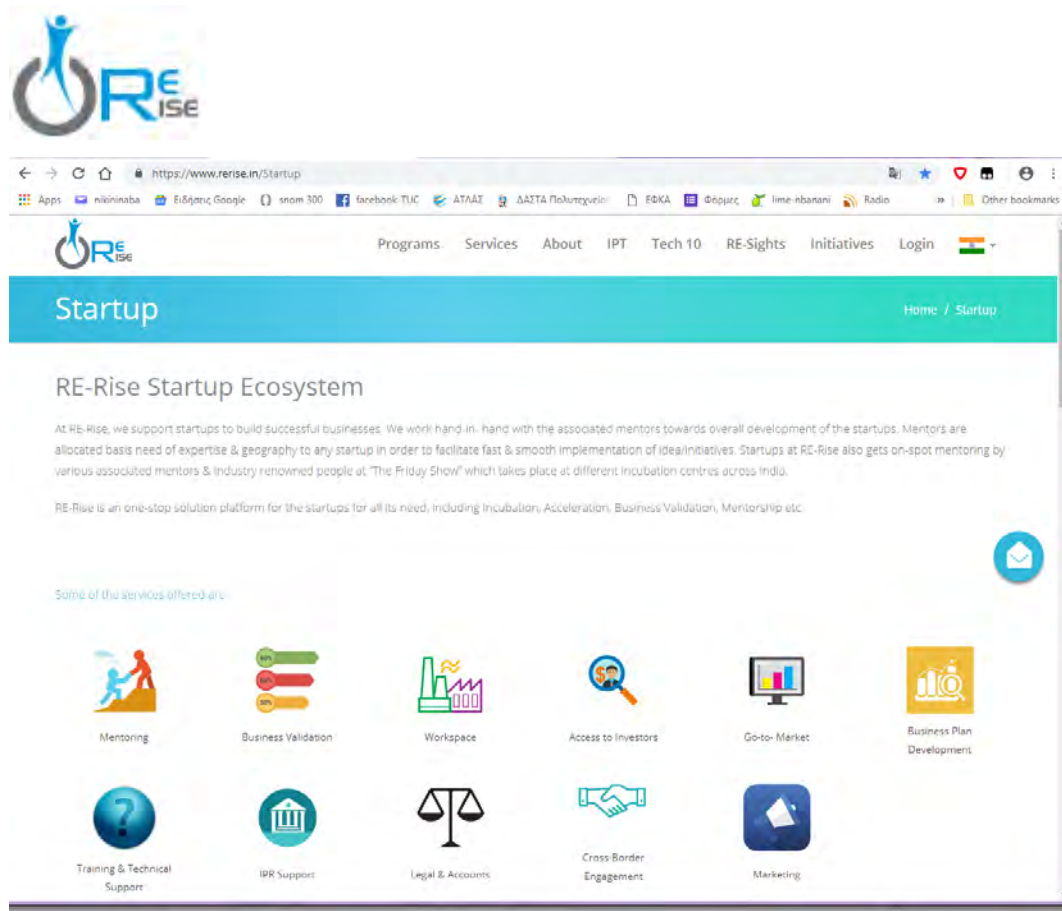 RE
RISE
https://www.rerise.in/Startup
Apps nikininaba Ειδήσεις Google snom 300 facebook TUC ΑΤΛΑΣ ΔΑΣΤΑ Πολυτεχνείο ΕΦΚΑ Φόρμες lime-nbanani Radio » Other bookmarks
RE
RISE
Programs Services About IPT Tech 10 RE-Sights Initiatives Login
Startup
Home / Startup
RE-Rise Startup Ecosystem
At RE-Rise, we support startups to build successful businesses. We work hand-in- hand with the associated mentors towards overall development of the startups. Mentors are
allocated basis need of expertise & geography to any startup in order to facilitate fast & smooth implementation of idea/initiatives. Startups at RE-Rise also gets on-spot mentoring by
various associated mentors & industry renowned people at "The Friday Show" which takes place at different incubation centres across India.
RE-Rise is an one-stop solution platform for the startups for all its need, including Incubation, Acceleration, Business Validation, Mentorship etc.
Some of the services offered are
Mentoring
Business Validation
Workspace
Access to Investors
Go-to- Market
Business Plan
Development
Training & Technical
Support
IPR Support
Legal & Accounts
Cross Border
Engagement
Marketing